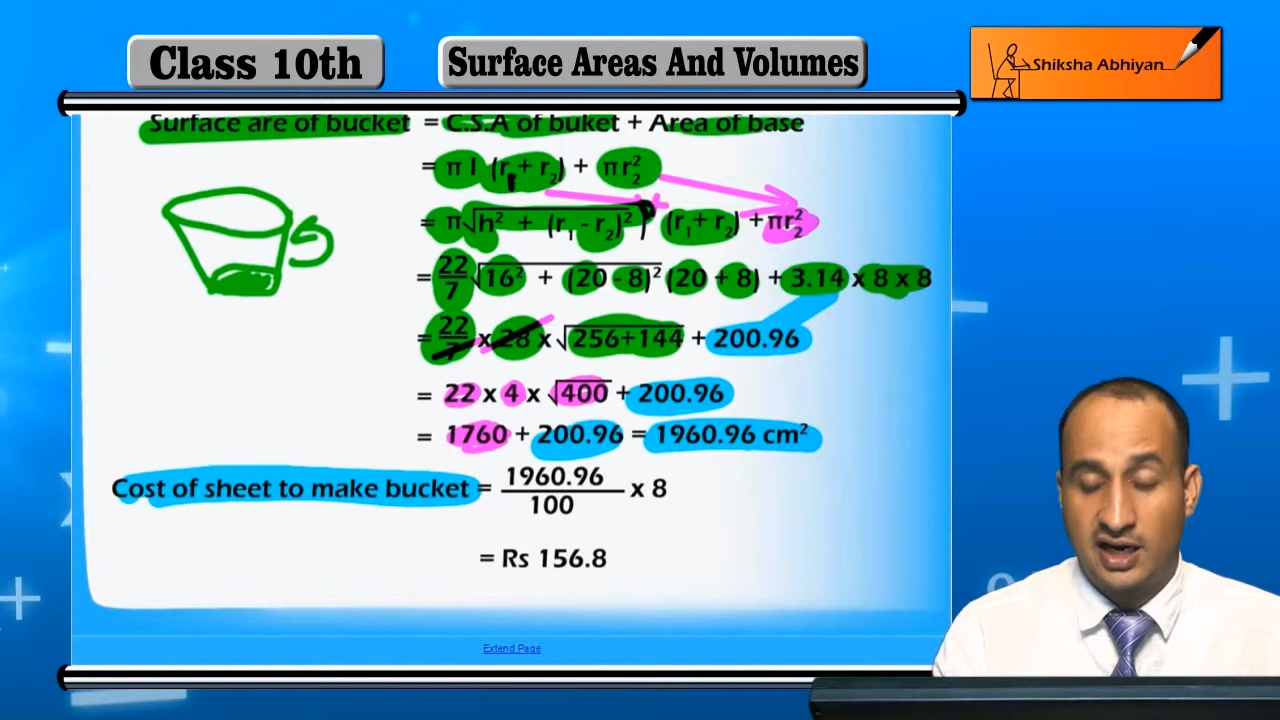 Class 10th
Surface Areas And Volumes
Shiksha Abhiyan
Surface are of bucket = C.S.A of buket + Area of base
= π l (r₁ + r₂) + πr₂²
= π√h² + (r₁ - r₂)² ) (r₁ + r₂) + πr₂²
= 22/7 √16² + (20 - 8)² (20 + 8) + 3.14 x 8 x 8
= 22/7 x 28 x √256+144 + 200.96
= 22 x 4 x √400 + 200.96
= 1760 + 200.96 = 1960.96 cm²
Cost of sheet to make bucket = 1960.96/100 x 8
= Rs 156.8
Extend Page